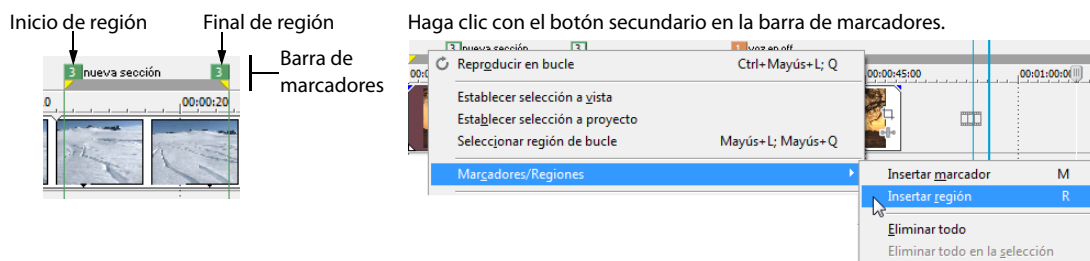 Inicio de región
Final de región
Barra de
marcadores
3 nueva sección 3
00:00:20
Haga clic con el botón secundario en la barra de marcadores.
3 nueva sección 3 1 voz en off
Reproducir en bucle Ctrl+Mayús+L; Q
00:00:45:00 00:01:00:00
Establecer selección a vista
Establecer selección a proyecto
Seleccionar región de bucle Mayús+L; Mayús+Q
Marcadores/Regiones
Insertar marcador M
Insertar región R
Eliminar todo
Eliminar todo en la selección